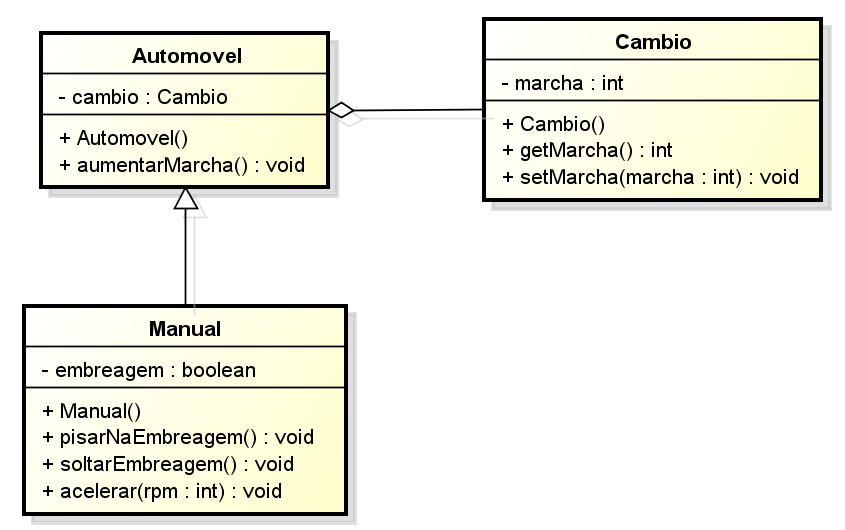 Automovel
- cambio : Cambio
+ Automovel()
+ aumentarMarcha() : void
Cambio
- marcha : int
+ Cambio()
+ getMarcha() : int
+ setMarcha(marcha : int) : void
Manual
- embreagem : boolean
+ Manual()
+ pisarNaEmbreagem() : void
+ soltarEmbreagem() : void
+ acelerar(rpm : int) : void